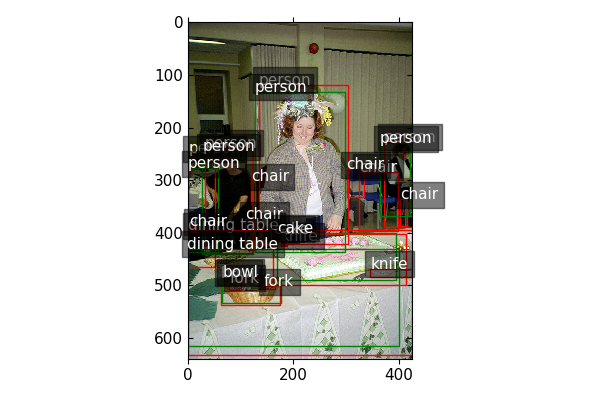 0
100
200
300
400
500
600
0
200
400
person
person
person
person
person
person
person
chair
chair
chair
chair
chair
chair
dining table
cake
knife
dining table
knife
bowl
fork
fork